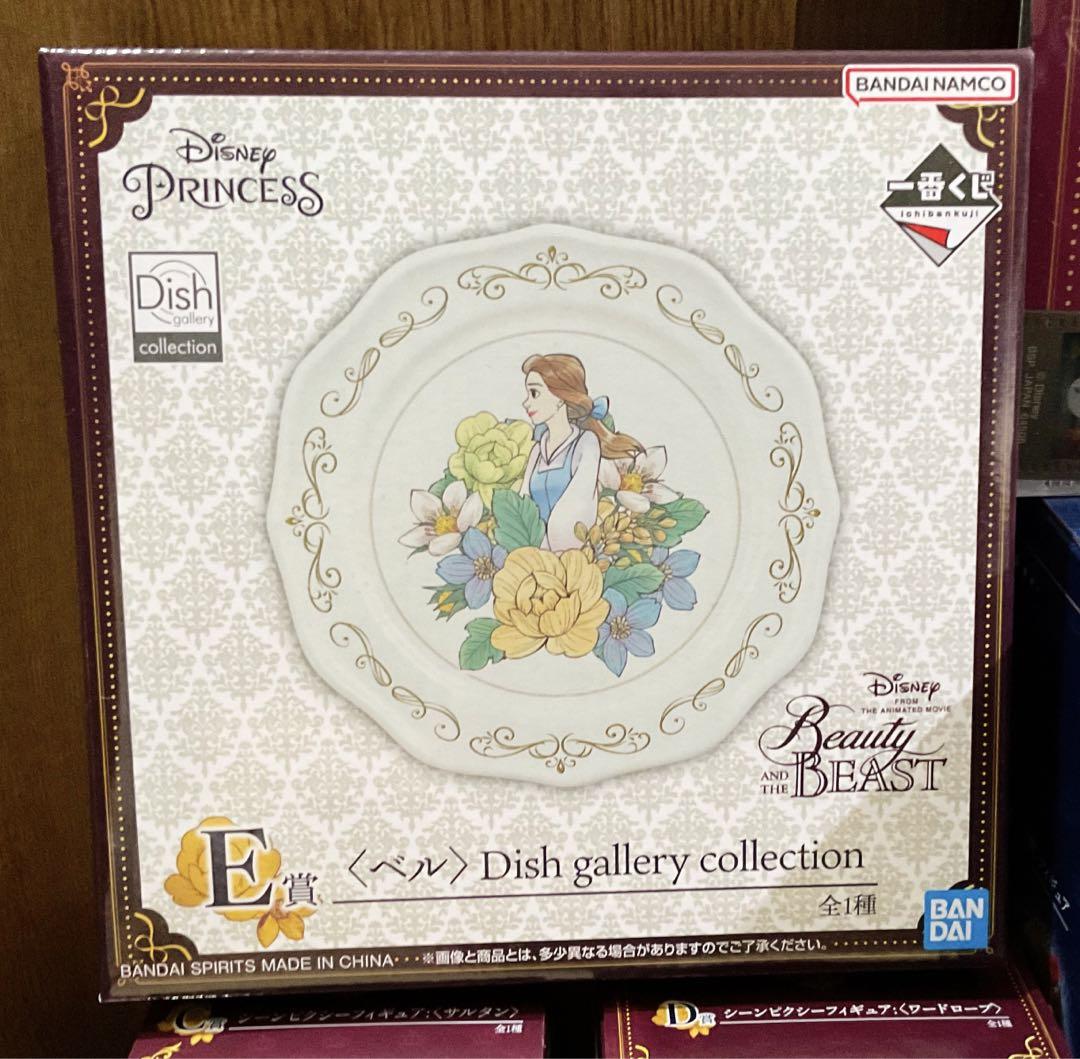 BANDAI NAMCO
Disney
PRINCESS
一番くじ
ichibankuji
Dish
gallery
collection
Disney
FROM
THE ANIMATED MOVIE
Beauty
AND THE BEAST
E賞
〈ベル〉Dish gallery collection
全1種
BAN
DAI
BANDAI SPIRITS MADE IN CHINA･･･※画像と商品とは、多少異なる場合がありますのでご了承ください。
C賞 シーンピクシーフィギュア:〈サルタン〉
全1種
D賞 シーンピクシーフィギュア:〈ワードローブ〉
全1種